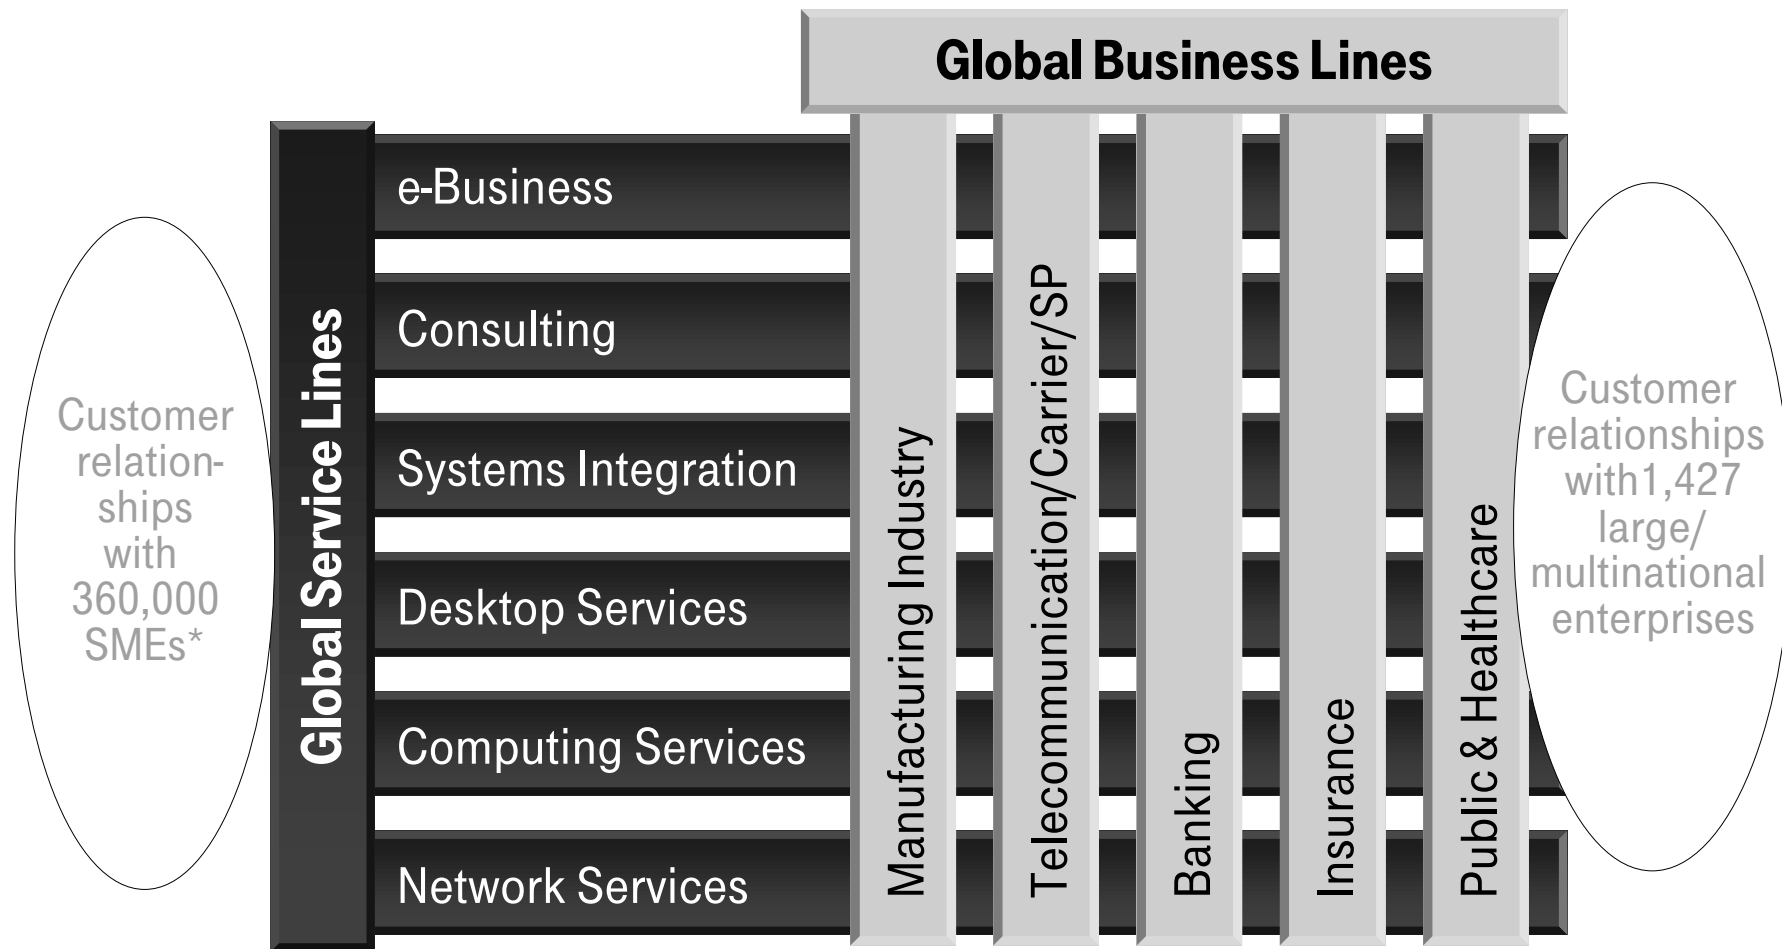 Global Business Lines
Global Service Lines
e-Business
Consulting
Systems Integration
Desktop Services
Computing Services
Network Services
Manufacturing Industry
Telecommunication/Carrier/SP
Banking
Insurance
Public & Healthcare
Customer
relation-
ships
with
360,000
SMEs*
Customer
relationships
with1,427
large/
multinational
enterprises